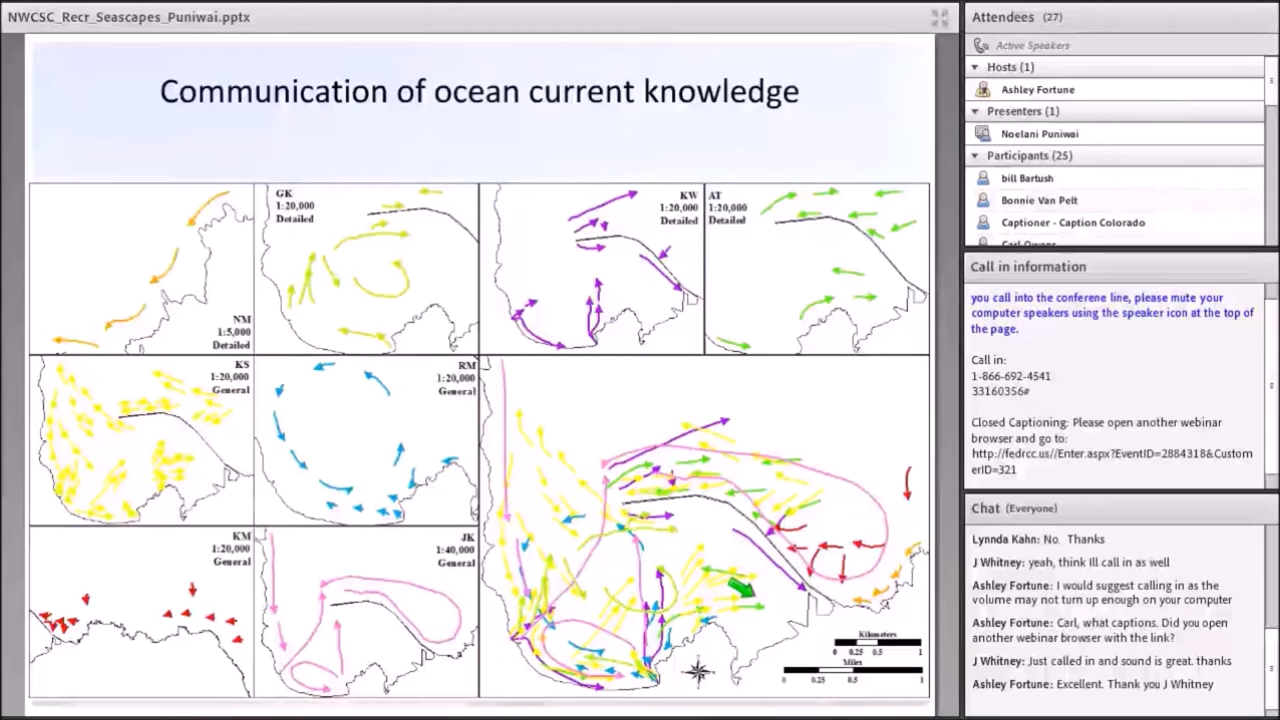 NWCSC_Recr_Seascapes_Puniwai.pptx
Communication of ocean current knowledge
NM
1:5,000
Detailed
GK
1:20,000
Detailed
KW
1:20,000
Detailed
AT
1:20,000
Detailed
KS
1:20,000
General
RM
1:20,000
General
KM
1:20,000
General
JK
1:40,000
General
Kilometers
0 0.25 0.5 1
Miles
0 0.25 0.5 1
Attendees (27)
Active Speakers
Hosts (1)
Ashley Fortune
Presenters (1)
Noelani Puniwai
Participants (25)
bill Bartush
Bonnie Van Pelt
Captioner - Caption Colorado
Carl Owens
Call in information
you call into the conferene line, please mute your
computer speakers using the speaker icon at the top of
the page.
Call in:
1-866-692-4541
33160356#
Closed Captioning: Please open another webinar
browser and go to:
http://fedrcc.us//Enter.aspx?EventID=2884318&Custom
erID=321
Chat (Everyone)
Lynnda Kahn: No. Thanks
J Whitney: yeah, think Ill call in as well
Ashley Fortune: I would suggest calling in as the
volume may not turn up enough on your computer
Ashley Fortune: Carl, what captions. Did you open
another webinar browser with the link?
J Whitney: Just called in and sound is great. thanks
Ashley Fortune: Excellent. Thank you J Whitney